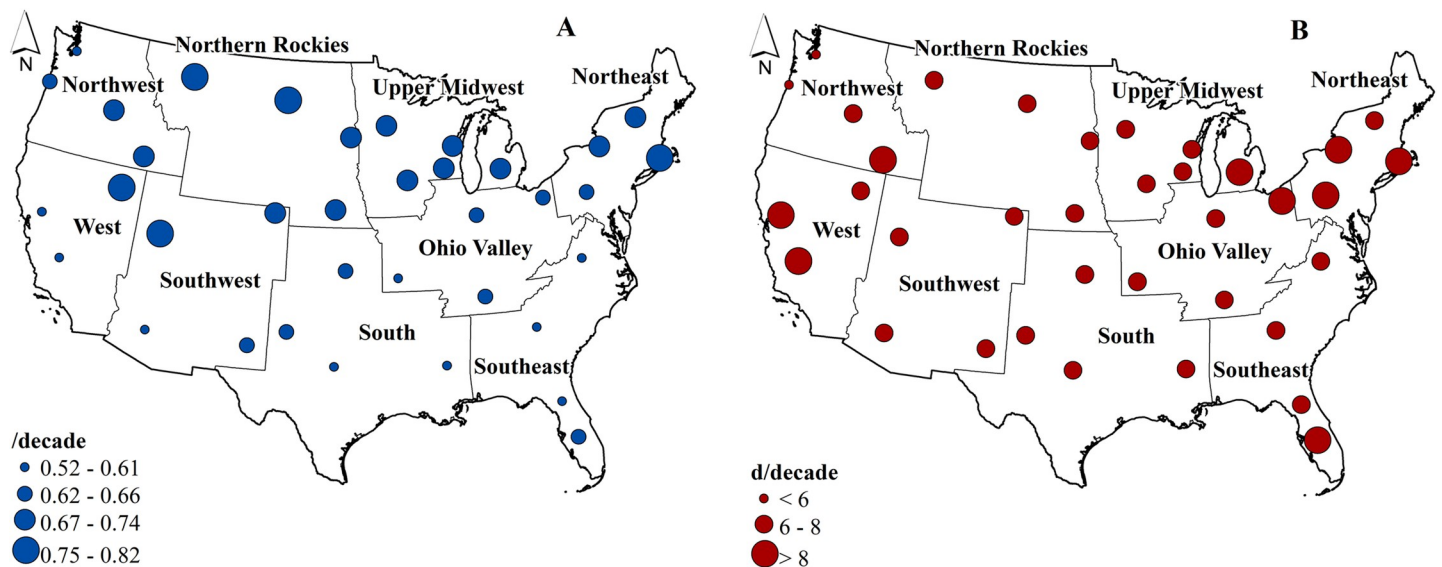 A
N
Northern Rockies
Northwest
Upper Midwest
Northeast
West
Ohio Valley
Southwest
South
Southeast
/decade
0.52 - 0.61
0.62 - 0.66
0.67 - 0.74
0.75 - 0.82
B
N
Northern Rockies
Northwest
Upper Midwest
Northeast
West
Ohio Valley
Southwest
South
Southeast
d/decade
< 6
6 - 8
> 8